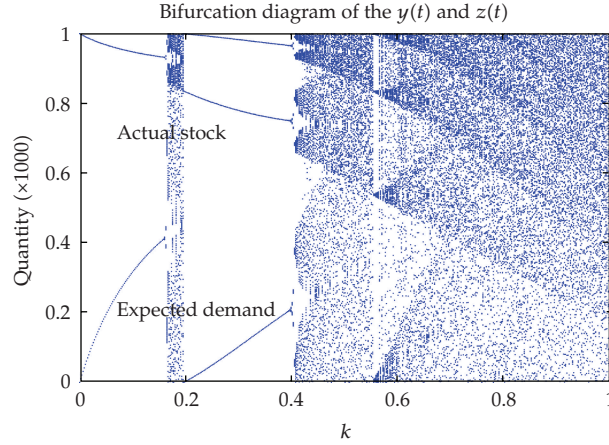 Bifurcation diagram of the y(t) and z(t)
1
0.8
0.6
0.4
0.2
0
Quantity (×1000)
Actual stock
Expected demand
0
0.2
0.4
0.6
0.8
1
k